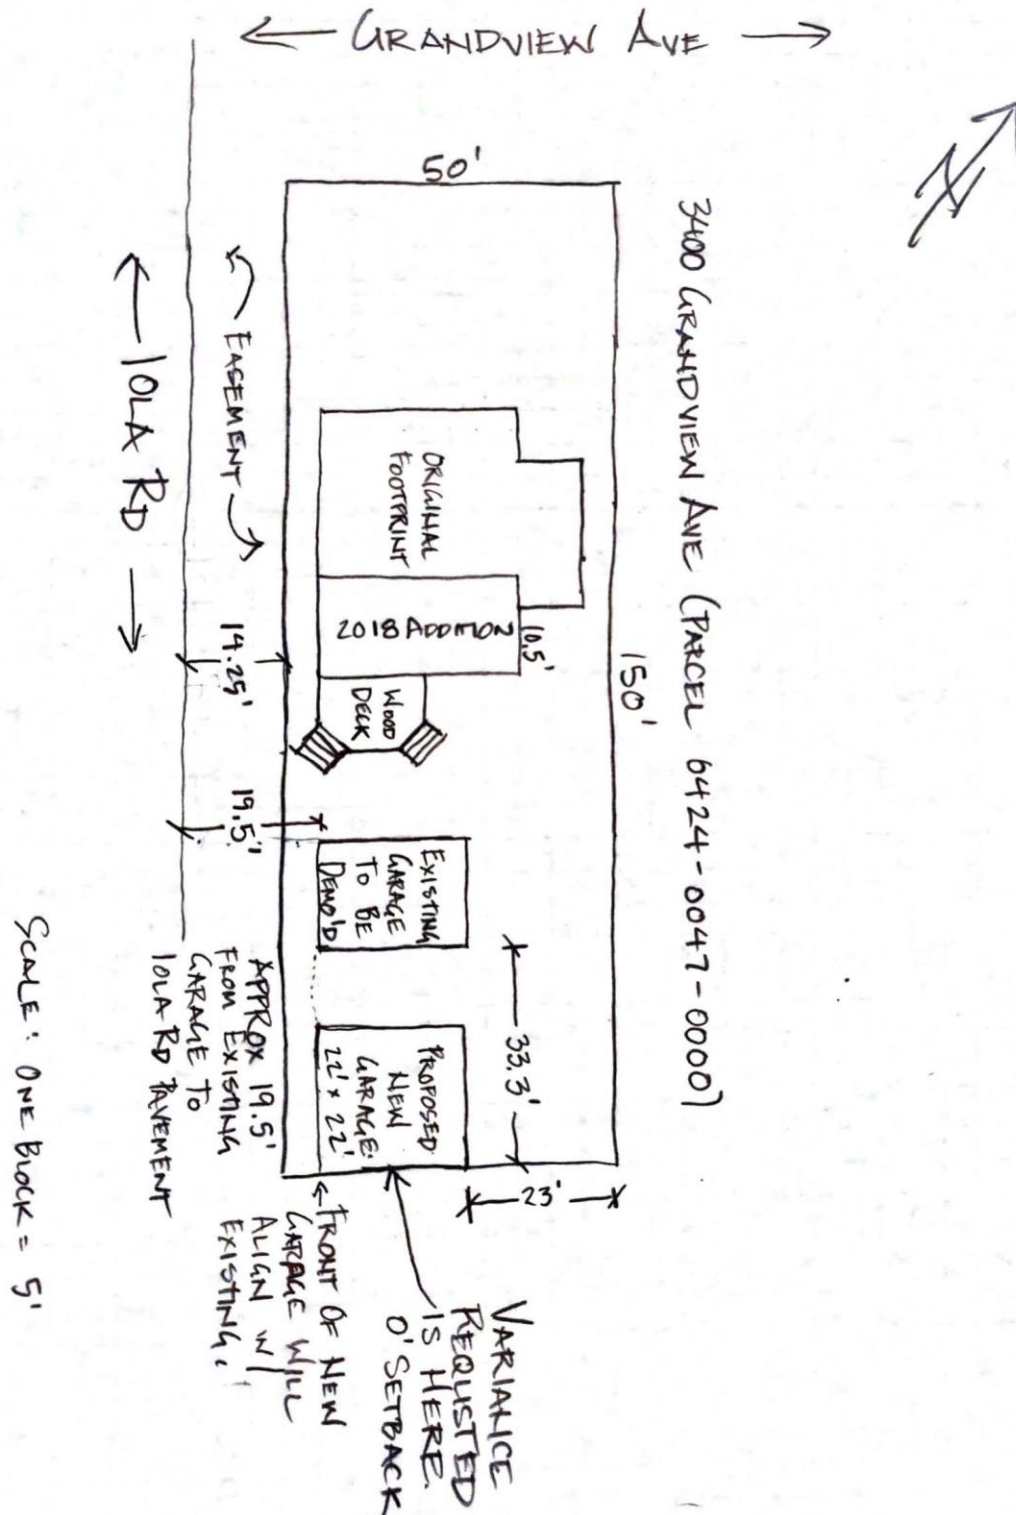 GRANDVIEW AVE
50'
3400 GRANDVIEW AVE (PARCEL 6424-0047-0000)
EASEMENT
IOLA RD
ORIGINAL
FOOTPRINT
2018 ADDITION
10.5'
150'
14.25'
WOOD
DECK
19.5'
EXISTING
GARAGE
TO BE
DEMO'D
33.3'
APPROX 19.5'
FROM EXISTING
GARAGE TO
IOLA RD PAVEMENT
PROPOSED
NEW
GARAGE
22' x 22'
23'
FRONT OF NEW
GARAGE WILL
ALIGN W/
EXISTING.
VARIANCE
REQUSTED
IS HERE.
0' SETBACK
SCALE: ONE BLOCK = 5'
N